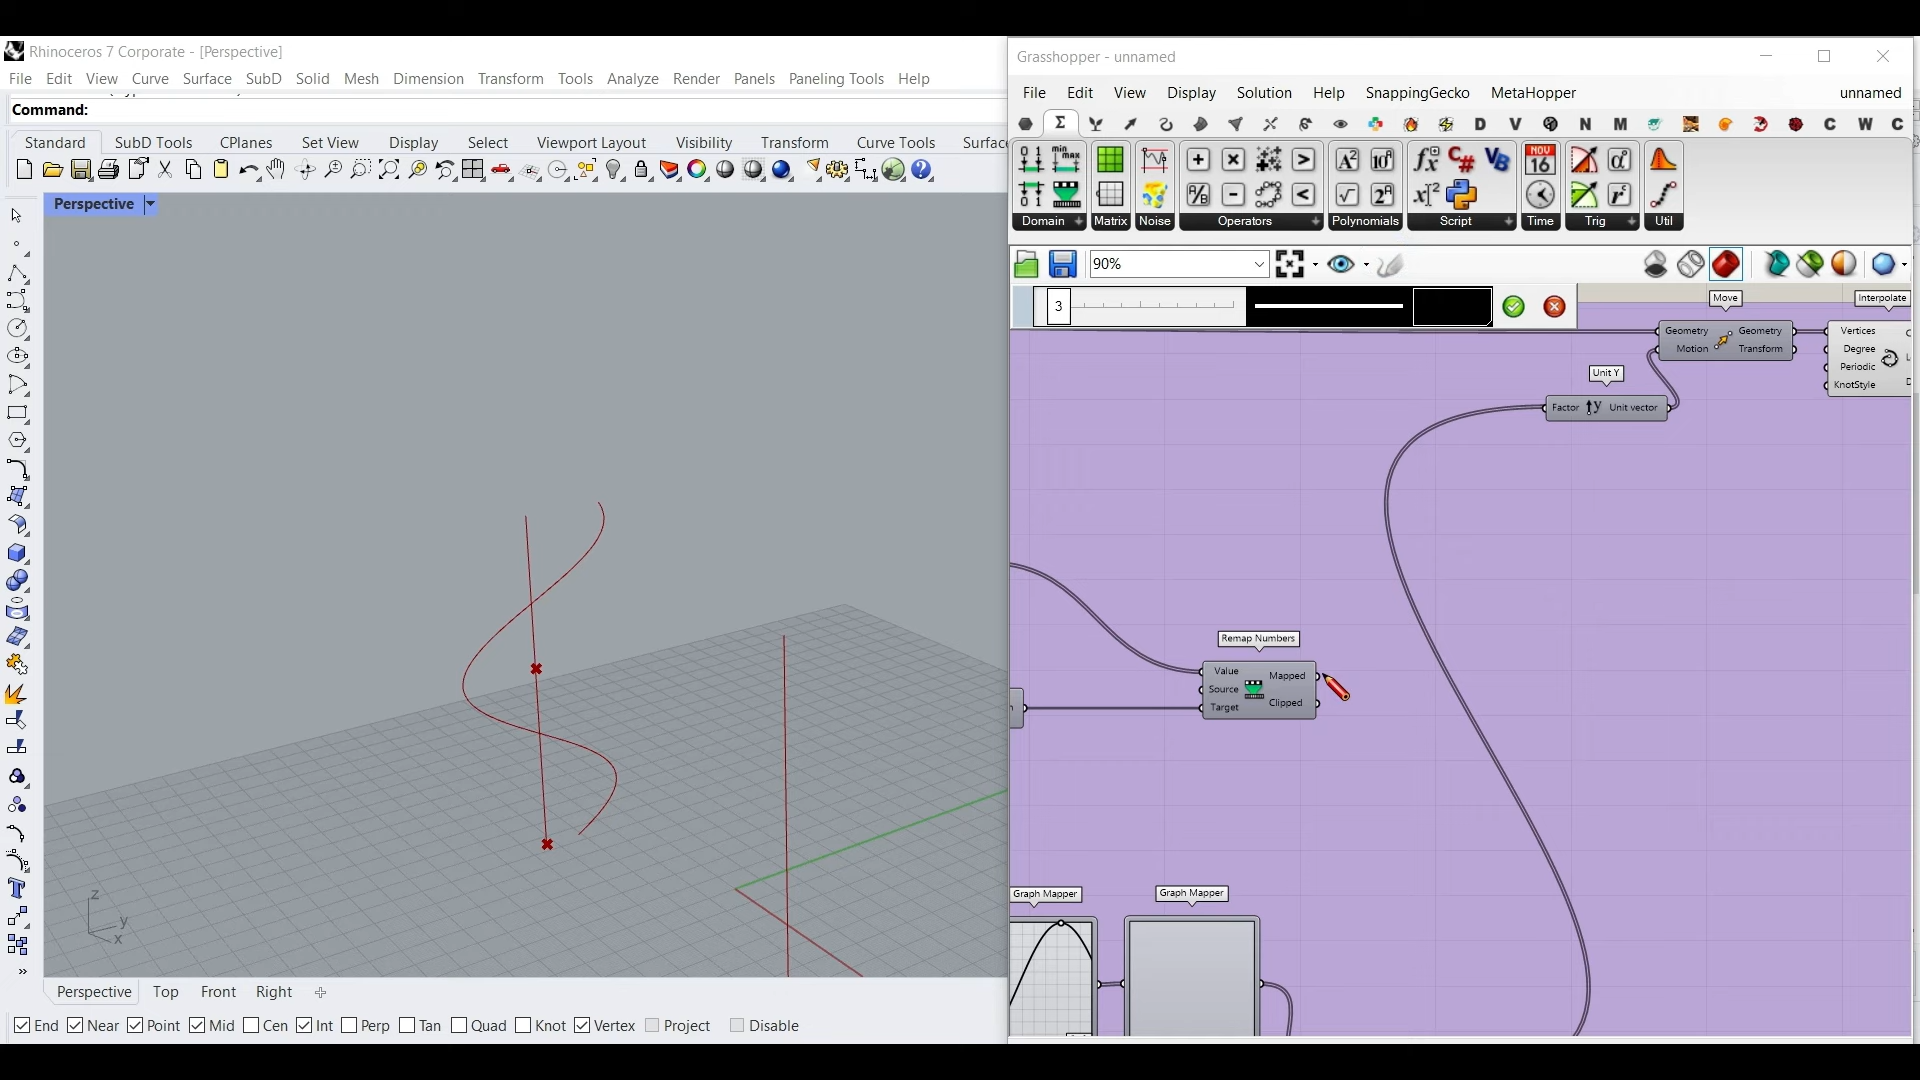 Rhinoceros 7 Corporate - [Perspective]
File Edit View Curve Surface SubD Solid Mesh Dimension Transform Tools Analyze Render Panels Paneling Tools Help
Command:
Standard SubD Tools CPlanes Set View Display Select Viewport Layout Visibility Transform Curve Tools Surfac
Perspective
z
y
x
Perspective Top Front Right
End Near Point Mid Cen Int Perp Tan Quad Knot Vertex Project Disable
Grasshopper - unnamed
File Edit View Display Solution Help SnappingGecko MetaHopper unnamed
D V N M C W C
Domain Matrix Noise Operators Polynomials Script Time Trig Util
90%
3
Move Interpolate
Geometry Geometry Vertices
Motion Transform Degree
Periodic
KnotStyle
Unit Y
Factor y Unit vector
Remap Numbers
Value Mapped
Source
Clipped
Target
Graph Mapper Graph Mapper